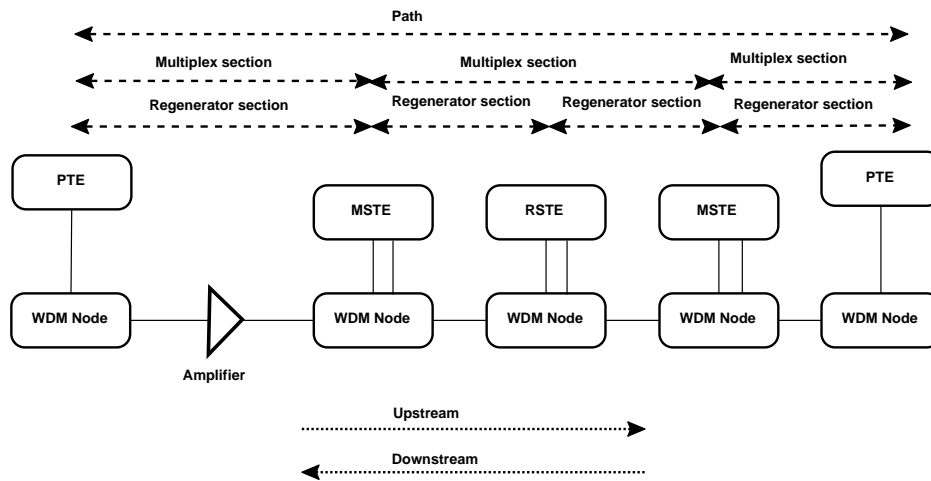 Path
Multiplex section
Multiplex section
Multiplex section
Regenerator section
Regenerator section
Regenerator section
Regenerator section
PTE
MSTE
RSTE
MSTE
PTE
WDM Node
WDM Node
WDM Node
WDM Node
WDM Node
Amplifier
Upstream
Downstream